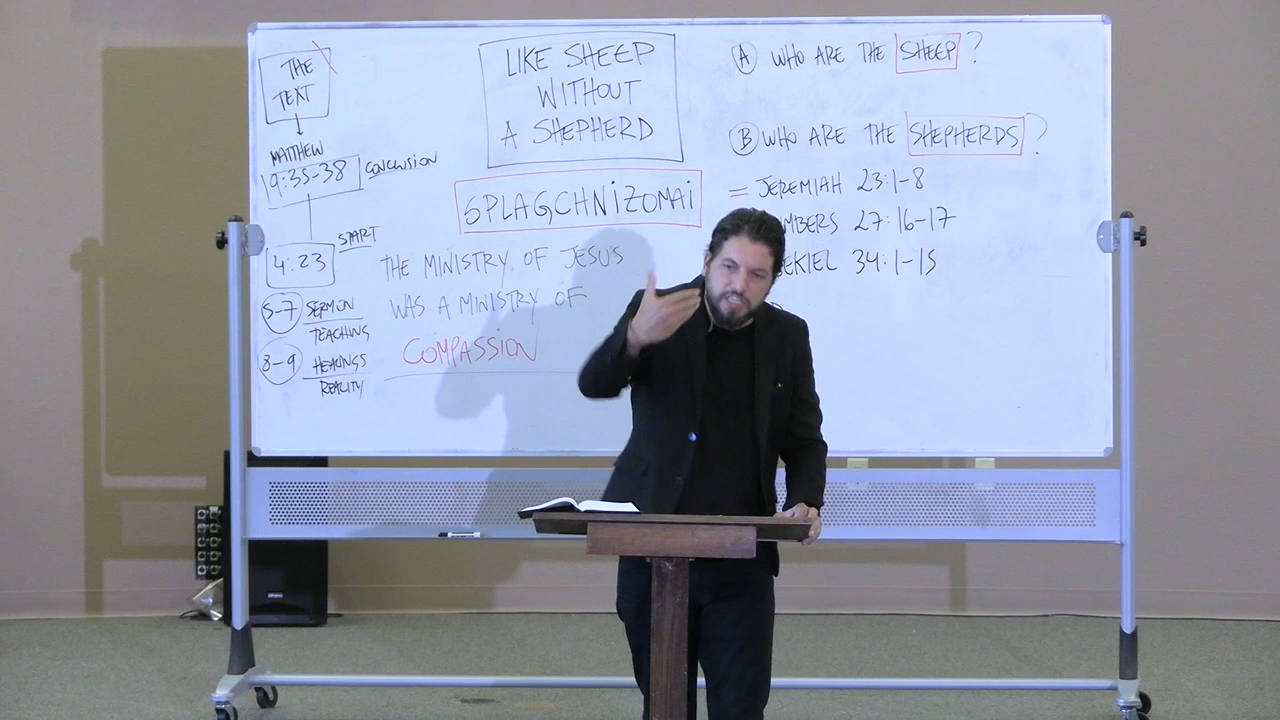 THE
TEXT
MATTHEW
9:35-38 CONCLUSION
4:23 START
5-7 SERMON
TEACHING
8-9 HEALINGS
REALITY
LIKE SHEEP
WITHOUT
A SHEPHERD
SPLAGCHNiZOMAi
THE MINISTRY OF JESUS
WAS A MINISTRY OF
COMPASSION
A WHO ARE THE SHEEP?
B WHO ARE THE SHEPHERDS?
= JEREMIAH 23:1-8
MBERS 27:16-17
EKIEL 34:1-15